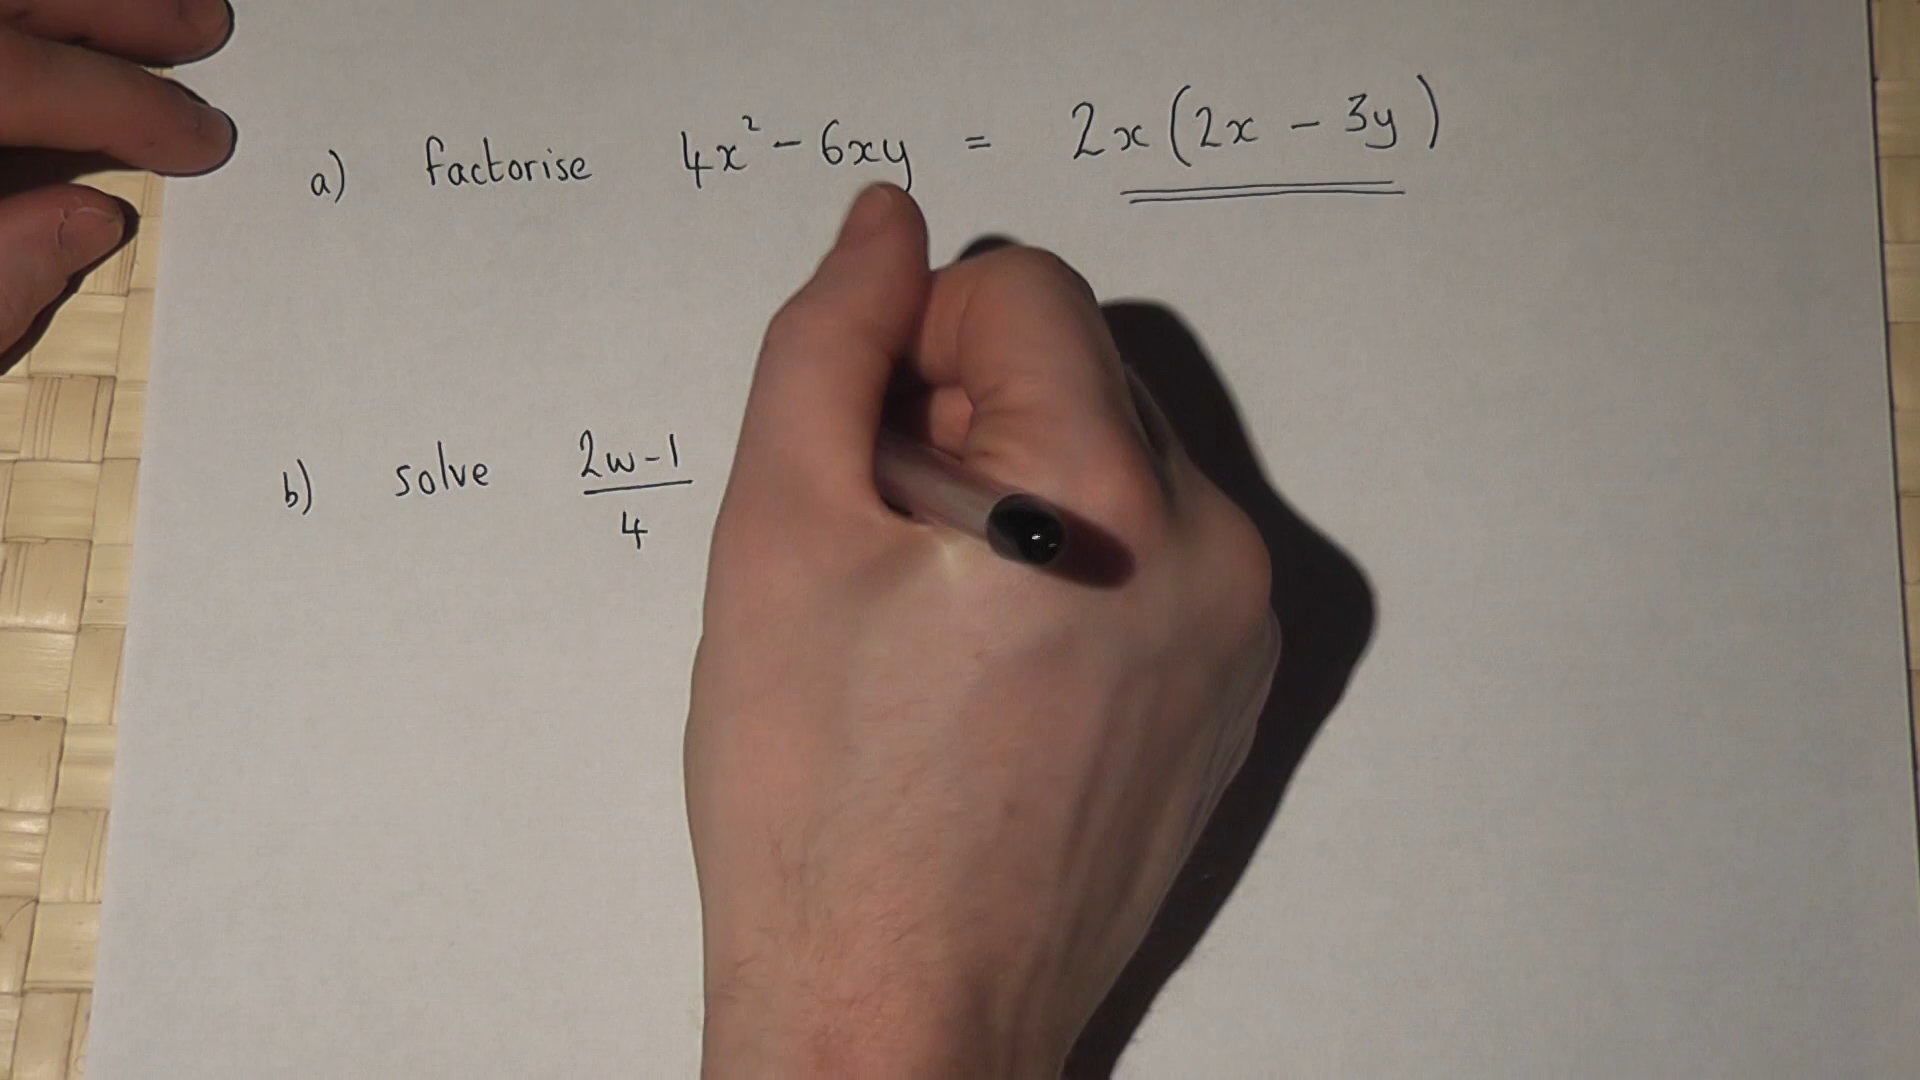 a) factorise 4x² - 6xy = 2x(2x - 3y)
b) solve (2w-1)/4